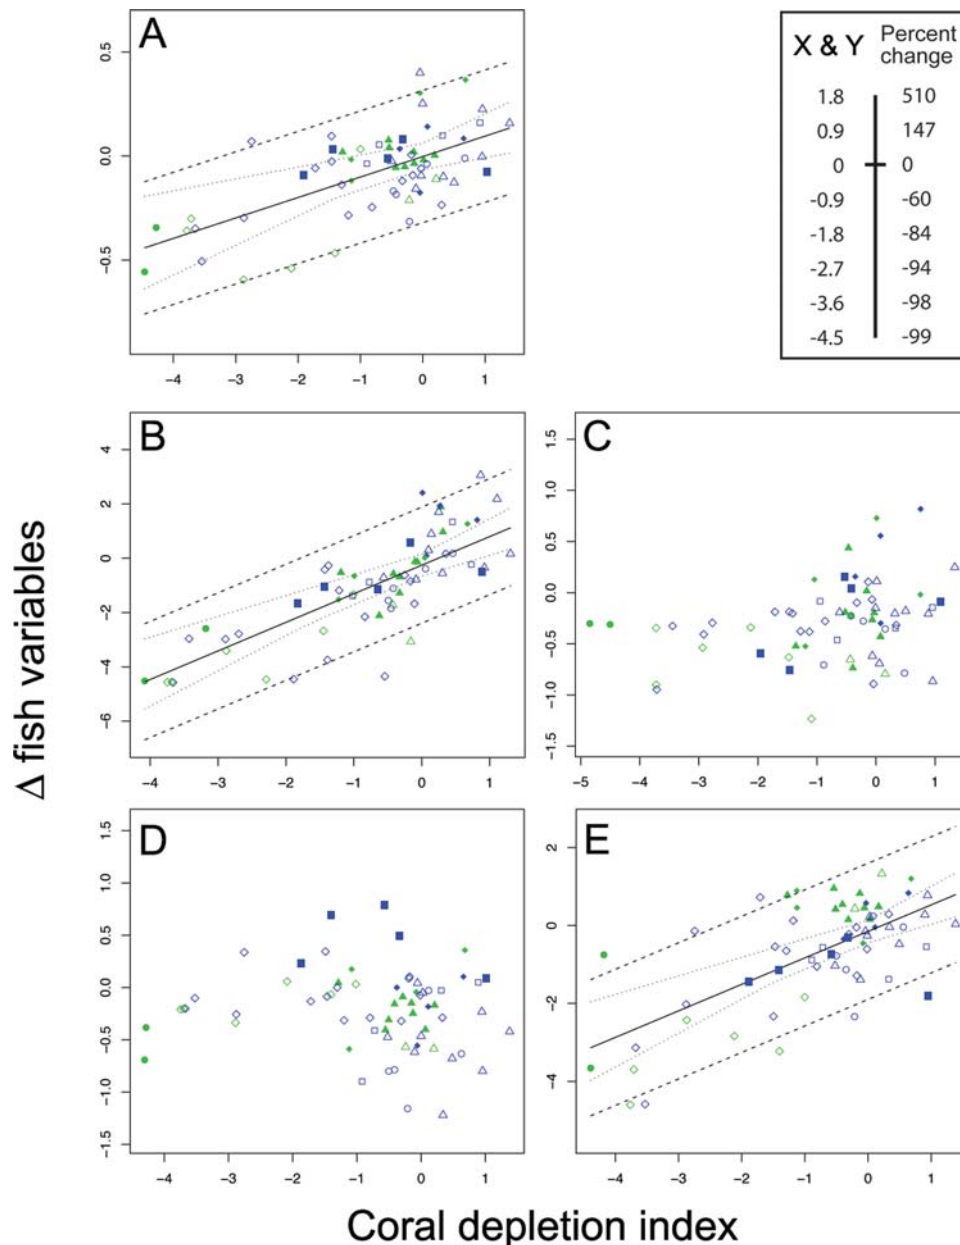 A
0.5
0.0
−0.5
−4 −3 −2 −1 0 1
X & Y Percent change
1.8 510
0.9 147
0 0
-0.9 -60
-1.8 -84
-2.7 -94
-3.6 -98
-4.5 -99
B
4
2
0
−2
−4
−6
−4 −3 −2 −1 0 1
C
1.5
1.0
0.5
0.0
−0.5
−1.0
−1.5
−5 −4 −3 −2 −1 0 1
Δ fish variables
D
1.5
1.0
0.5
0.0
−0.5
−1.0
−1.5
−4 −3 −2 −1 0 1
E
2
0
−2
−4
−4 −3 −2 −1 0 1
Coral depletion index